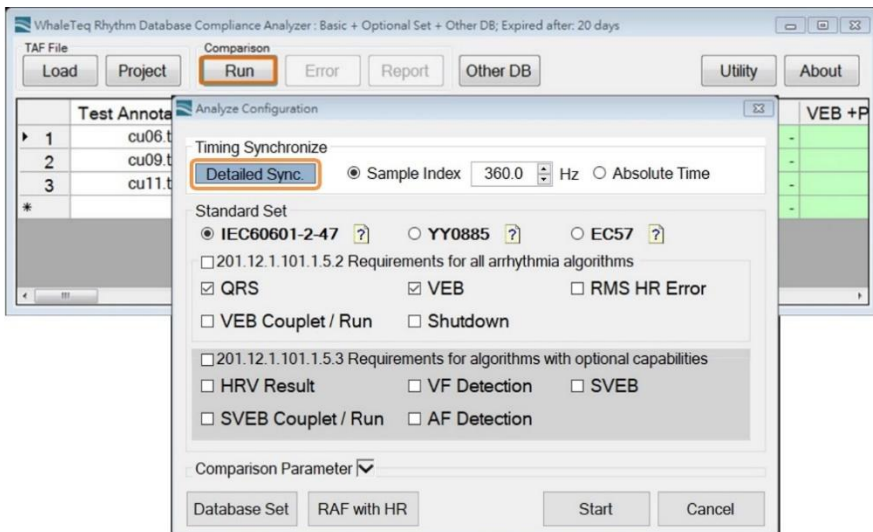 WhaleTeq Rhythm Database Compliance Analyzer : Basic + Optional Set + Other DB; Expired after: 20 days
TAF File
Comparison
Load Project Run Error Report Other DB Utility About
Test Annota VEB +P
1 cu06.t -
2 cu09.t -
3 cu11.t -
* -
Analyze Configuration
Timing Synchronize
Detailed Sync. Sample Index 360.0 Hz Absolute Time
Standard Set
IEC60601-2-47 ? YY0885 ? EC57 ?
201.12.1.101.1.5.2 Requirements for all arrhythmia algorithms
QRS VEB RMS HR Error
VEB Couplet / Run Shutdown
201.12.1.101.1.5.3 Requirements for algorithms with optional capabilities
HRV Result VF Detection SVEB
SVEB Couplet / Run AF Detection
Comparison Parameter
Database Set RAF with HR Start Cancel